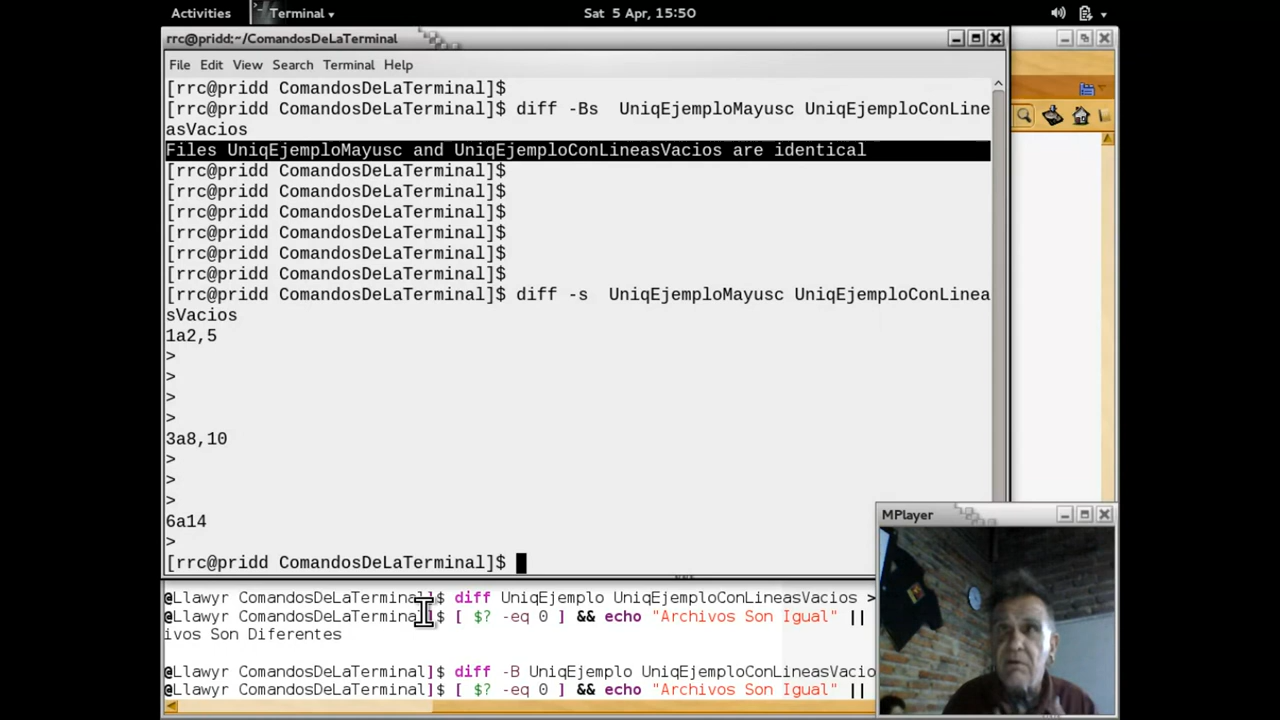 Activities Terminal Sat 5 Apr, 15:50
rrc@pridd:~/ComandosDeLaTerminal
File Edit View Search Terminal Help
[rrc@pridd ComandosDeLaTerminal]$
[rrc@pridd ComandosDeLaTerminal]$ diff -Bs  UniqEjemploMayusc UniqEjemploConLine
asVacios
Files UniqEjemploMayusc and UniqEjemploConLineasVacios are identical
[rrc@pridd ComandosDeLaTerminal]$
[rrc@pridd ComandosDeLaTerminal]$
[rrc@pridd ComandosDeLaTerminal]$
[rrc@pridd ComandosDeLaTerminal]$
[rrc@pridd ComandosDeLaTerminal]$
[rrc@pridd ComandosDeLaTerminal]$
[rrc@pridd ComandosDeLaTerminal]$ diff -s  UniqEjemploMayusc UniqEjemploConLinea
sVacios
1a2,5
>
>
>
>
3a8,10
>
>
>
6a14
>
[rrc@pridd ComandosDeLaTerminal]$
MPlayer
@Llawyr ComandosDeLaTerminal]$ diff UniqEjemplo UniqEjemploConLineasVacios >
@Llawyr ComandosDeLaTerminal]$ [ $? -eq 0 ] && echo "Archivos Son Igual" ||
ivos Son Diferentes
@Llawyr ComandosDeLaTerminal]$ diff -B UniqEjemplo UniqEjemploConLineasVacio
@Llawyr ComandosDeLaTerminal]$ [ $? -eq 0 ] && echo "Archivos Son Igual" ||